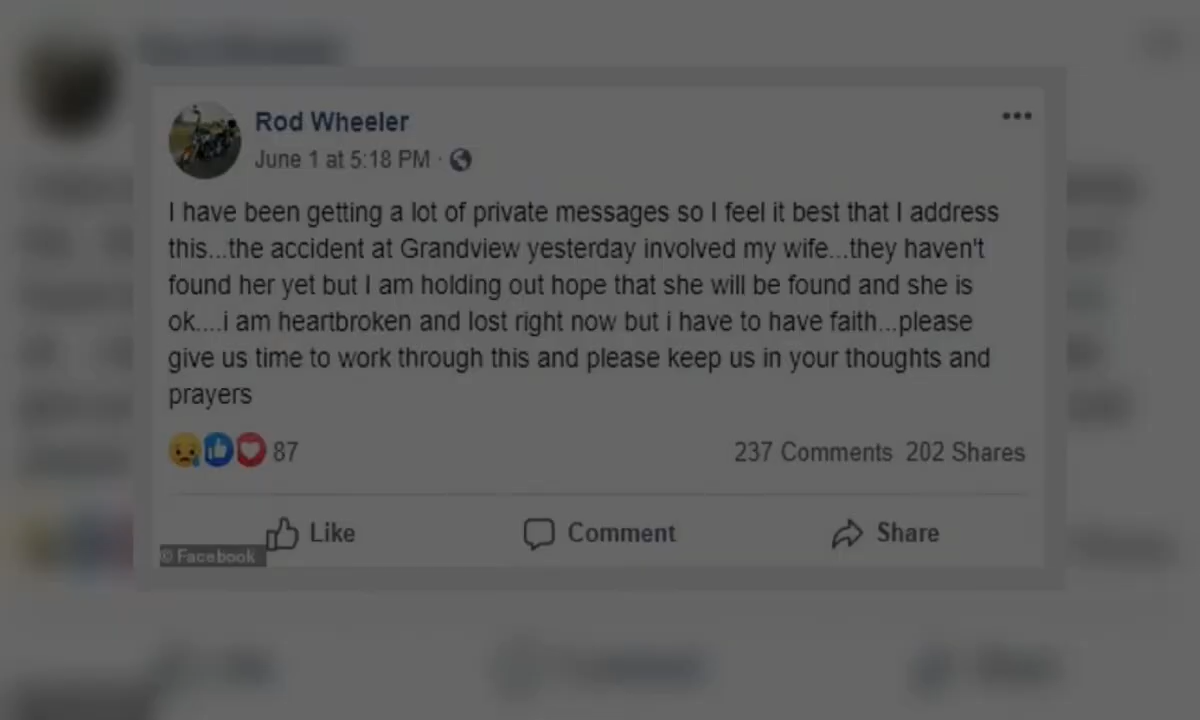 Rod Wheeler
June 1 at 5:18 PM ·
I have been getting a lot of private messages so I feel it best that I address
this...the accident at Grandview yesterday involved my wife...they haven't
found her yet but I am holding out hope that she will be found and she is
ok....i am heartbroken and lost right now but i have to have faith...please
give us time to work through this and please keep us in your thoughts and
prayers
87 237 Comments 202 Shares
Like Comment Share
© Facebook